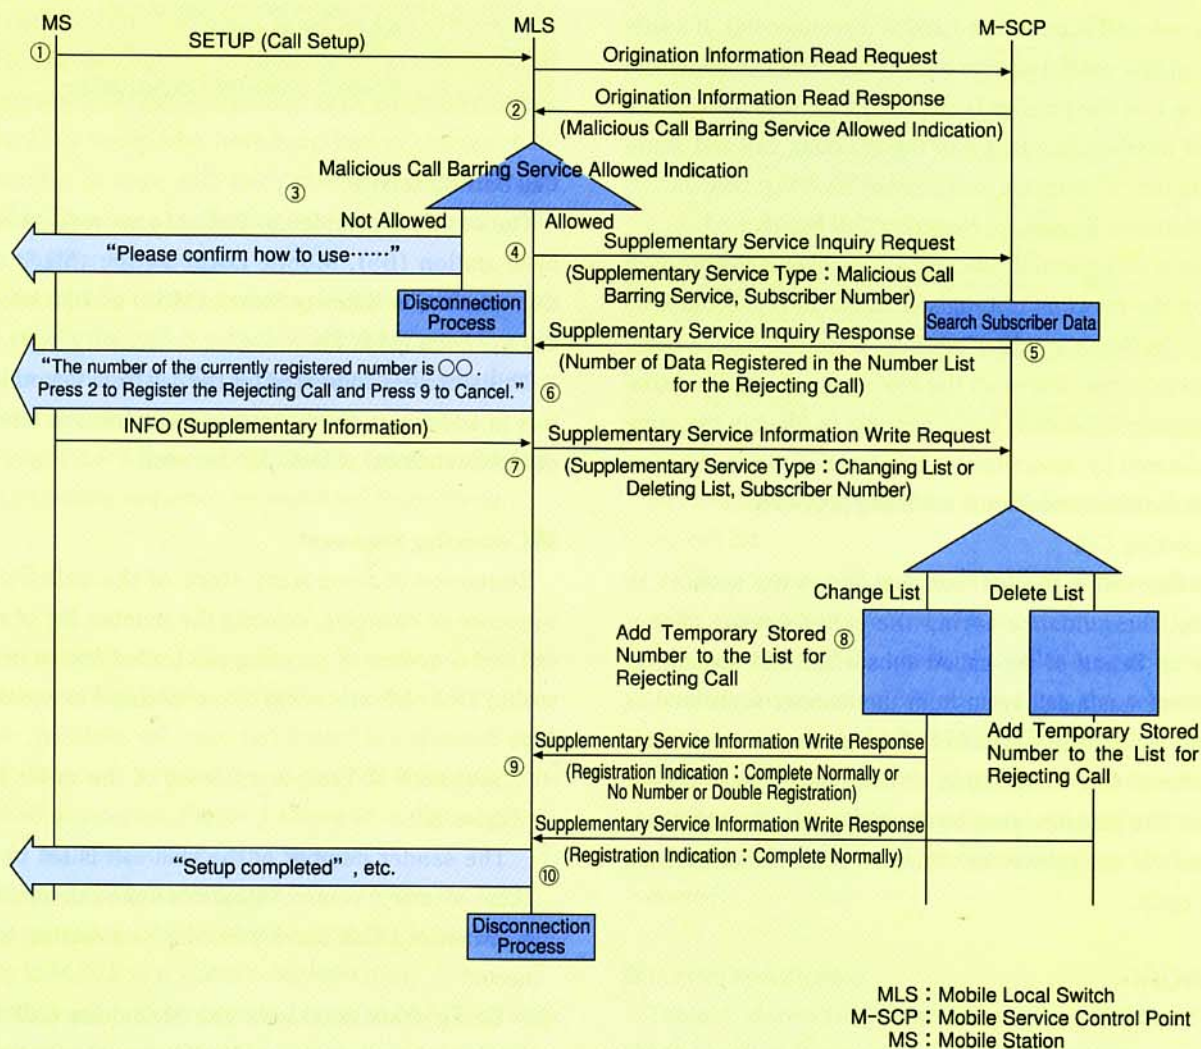 MS
MLS
M-SCP
①
SETUP (Call Setup)
Origination Information Read Request
②
Origination Information Read Response
(Malicious Call Barring Service Allowed Indication)
Malicious Call Barring Service Allowed Indication
③
Not Allowed
Allowed
"Please confirm how to use······"
④
Supplementary Service Inquiry Request
(Supplementary Service Type : Malicious Call
Barring Service, Subscriber Number)
Disconnection
Process
Search Subscriber Data
Supplementary Service Inquiry Response
⑤
(Number of Data Registered in the Number List
for the Rejecting Call)
"The number of the currently registered number is ○○ .
Press 2 to Register the Rejecting Call and Press 9 to Cancel."
⑥
INFO (Supplementary Information)
Supplementary Service Information Write Request
⑦
(Supplementary Service Type : Changing List or
Deleting List, Subscriber Number)
Change List
Delete List
Add Temporary Stored
Number to the List for
Rejecting Call
⑧
Add Temporary Stored
Number to the List for
Rejecting Call
Supplementary Service Information Write Response
⑨
(Registration Indication : Complete Normally or
No Number or Double Registration)
Supplementary Service Information Write Response
(Registration Indication : Complete Normally)
"Setup completed" , etc.
⑩
Disconnection
Process
MLS : Mobile Local Switch
M-SCP : Mobile Service Control Point
MS : Mobile Station